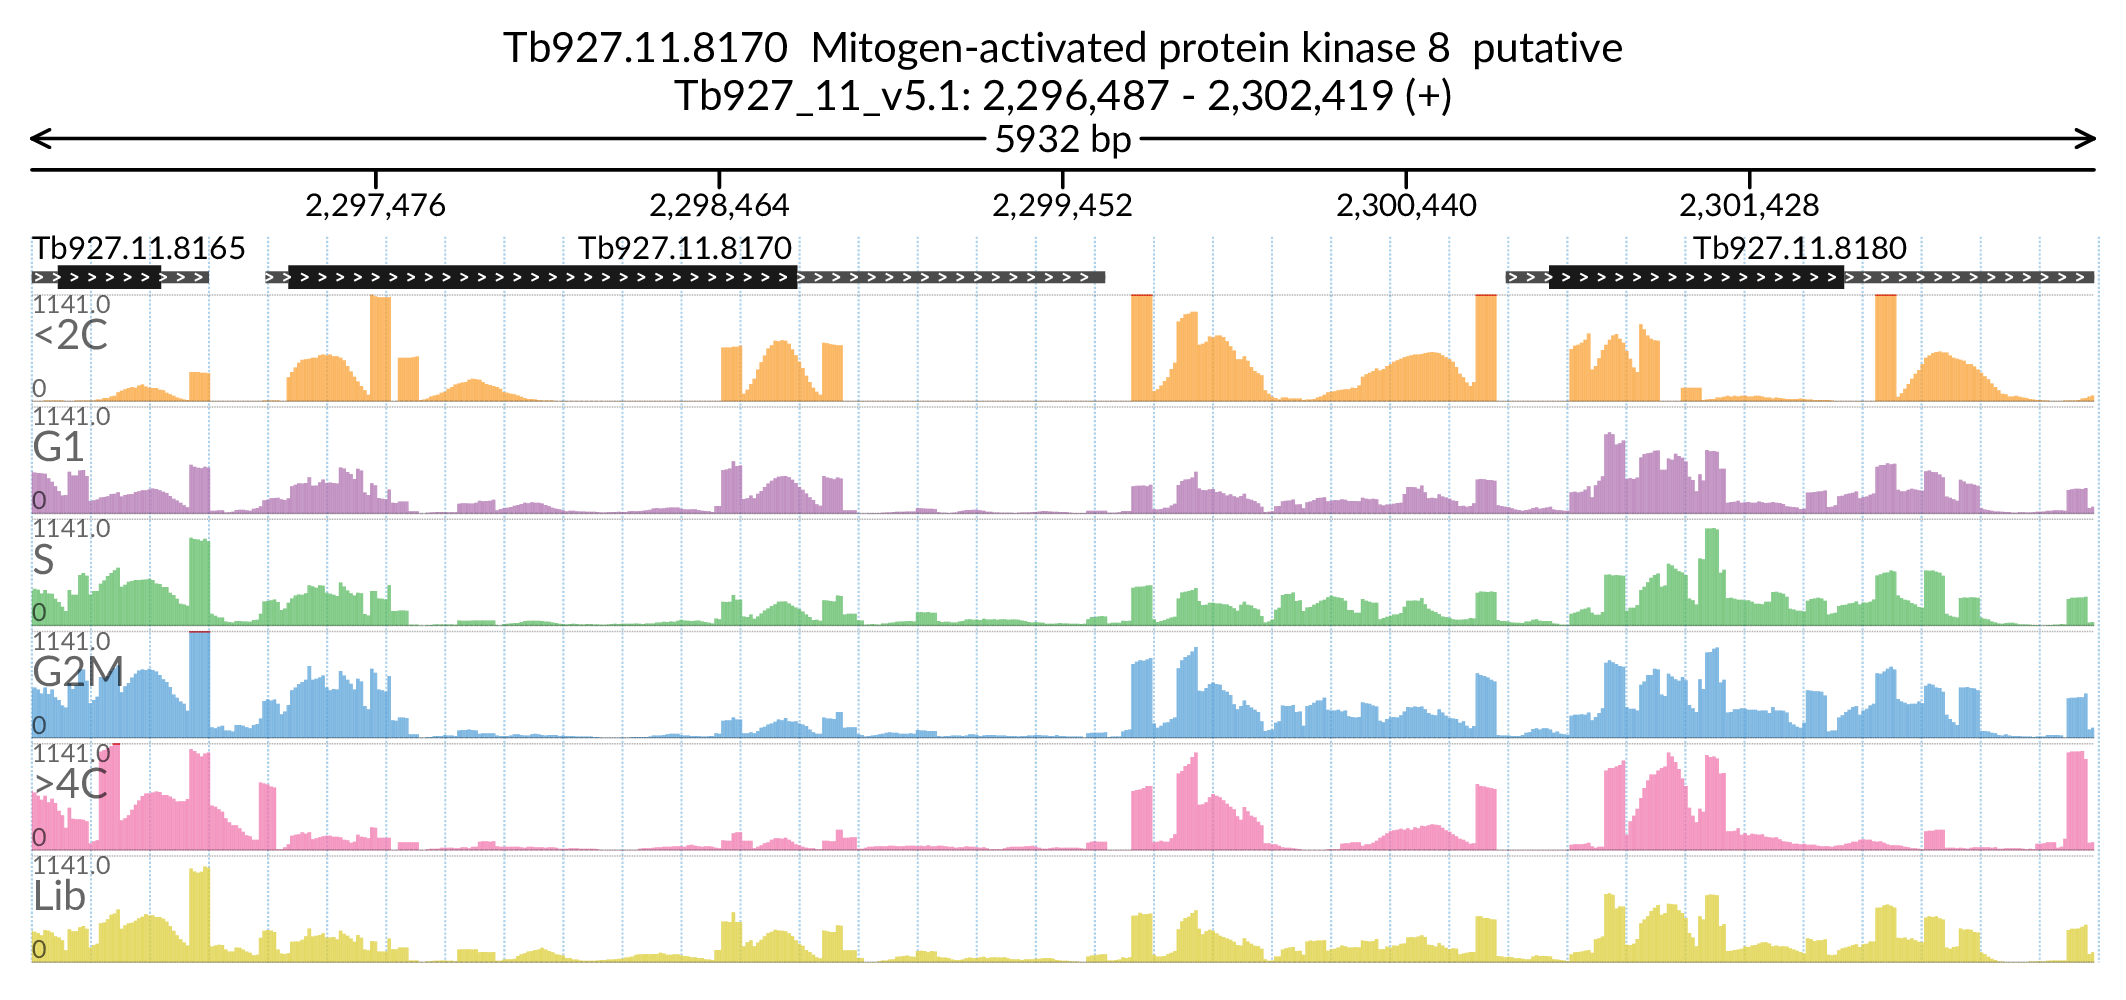 Tb927.11.8170  Mitogen-activated protein kinase 8  putative
Tb927_11_v5.1: 2,296,487 - 2,302,419 (+)
5932 bp
2,297,476 2,298,464 2,299,452 2,300,440 2,301,428
Tb927.11.8165 Tb927.11.8170 Tb927.11.8180
1141.0
<2C
0
1141.0
G1
0
1141.0
S
0
1141.0
G2M
0
1141.0
>4C
0
1141.0
Lib
0